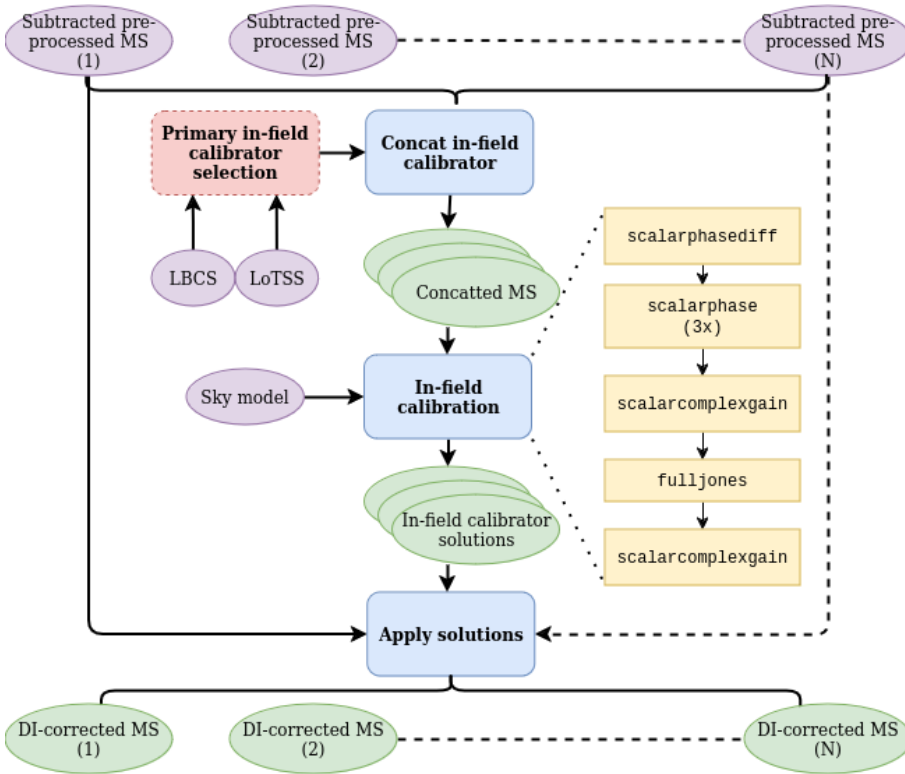 Subtracted pre-
processed MS
(1)
Subtracted pre-
processed MS
(2)
Subtracted pre-
processed MS
(N)
Primary in-field
calibrator
selection
Concat in-field
calibrator
LBCS
LoTSS
Concatted MS
scalarphasediff
scalarphase
(3x)
scalarcomplexgain
fulljones
scalarcomplexgain
Sky model
In-field
calibration
In-field calibrator
solutions
Apply solutions
DI-corrected MS
(1)
DI-corrected MS
(2)
DI-corrected MS
(N)